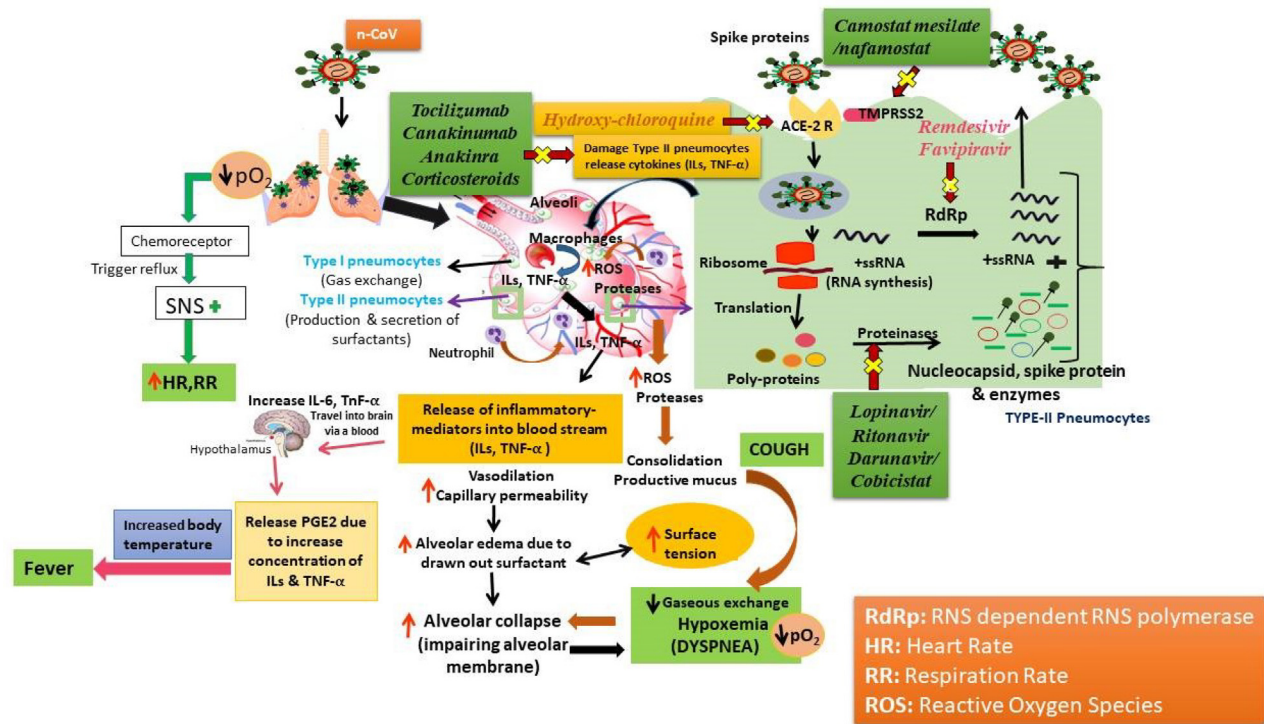 n-CoV
Spike proteins
Camostat mesilate
/nafamostat
Tocilizumab
Canakinumab
Anakinra
Corticosteroids
Hydroxy-chloroquine
Damage Type II pneumocytes
release cytokines (ILs, TNF-α)
ACE-2 R
TMPRSS2
Remdesivir
Favipiravir
RdRp
pO2
Chemoreceptor
Trigger reflux
SNS +
HR,RR
Alveoli
Macrophages
ROS
Proteases
ILs, TNF-α
Type I pneumocytes
(Gas exchange)
Type II pneumocytes
(Production & secretion of
surfactants)
Neutrophil
ILs, TNF-α
Ribosome
+ssRNA
(RNA synthesis)
+ssRNA
Translation
Poly-proteins
Proteinases
Nucleocapsid, spike protein
& enzymes
TYPE-II Pneumocytes
Lopinavir/
Ritonavir
Darunavir/
Cobicistat
ROS
Proteases
Increase IL-6, TnF-α
Travel into brain
via a blood
Hypothalamus
Release of inflammatory-
mediators into blood stream
(ILs, TNF-α )
Consolidation
Productive mucus
COUGH
Vasodilation
Capillary permeability
Alveolar edema due to
drawn out surfactant
Surface
tension
Increased body
temperature
Fever
Release PGE2 due
to increase
concentration of
ILs & TNF-α
Alveolar collapse
(impairing alveolar
membrane)
Gaseous exchange
Hypoxemia
(DYSPNEA)
pO2
RdRp: RNS dependent RNS polymerase
HR: Heart Rate
RR: Respiration Rate
ROS: Reactive Oxygen Species